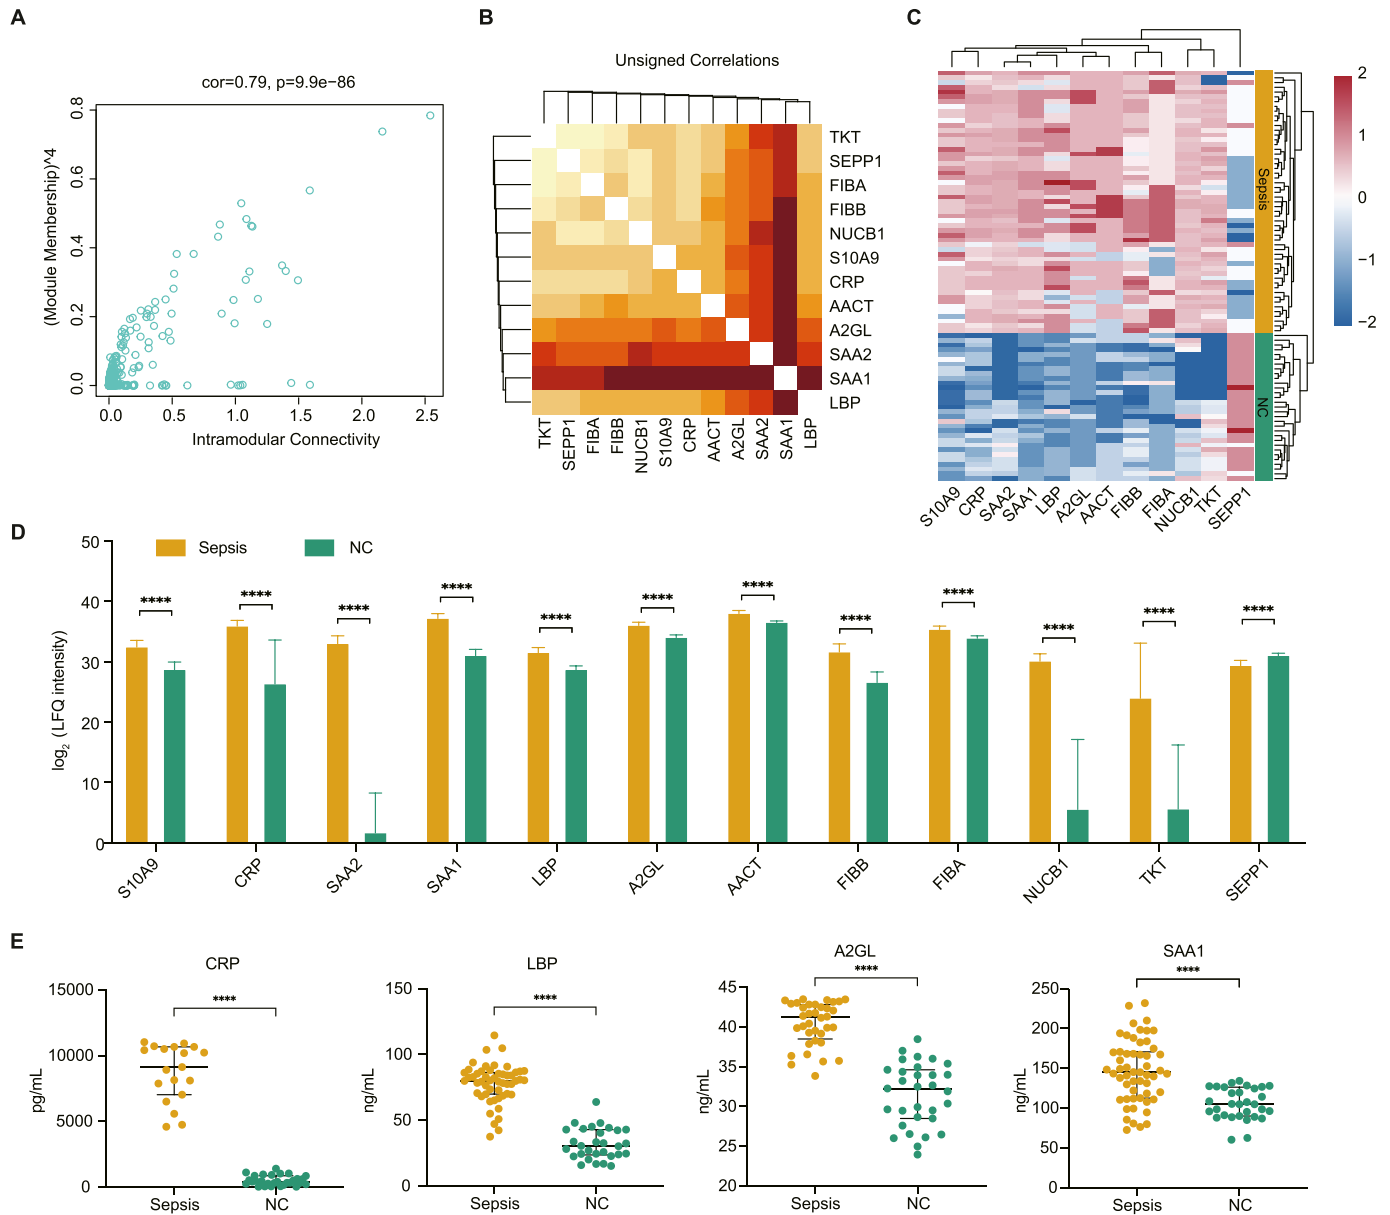 A
cor=0.79, p=9.9e−86
(Module Membership)^4
0.8
0.6
0.4
0.2
0.0
0.0 0.5 1.0 1.5 2.0 2.5
Intramodular Connectivity
B
Unsigned Correlations
TKT
SEPP1
FIBA
FIBB
NUCB1
S10A9
CRP
AACT
A2GL
SAA2
SAA1
LBP
TKT SEPP1 FIBA FIBB NUCB1 S10A9 CRP AACT A2GL SAA2 SAA1 LBP
C
Sepsis
NC
2
1
0
−1
−2
S10A9 CRP SAA2 SAA1 LBP A2GL AACT FIBB FIBA NUCB1 TKT SEPP1
D
Sepsis NC
log2 (LFQ intensity)
50
40
30
20
10
0
**** **** **** **** **** **** **** **** **** **** **** ****
S10A9 CRP SAA2 SAA1 LBP A2GL AACT FIBB FIBA NUCB1 TKT SEPP1
E
CRP
****
pg/mL
15000
10000
5000
0
Sepsis NC
LBP
****
ng/mL
150
100
50
0
Sepsis NC
A2GL
****
ng/mL
45
40
35
30
25
20
Sepsis NC
SAA1
****
ng/mL
250
200
150
100
50
0
Sepsis NC